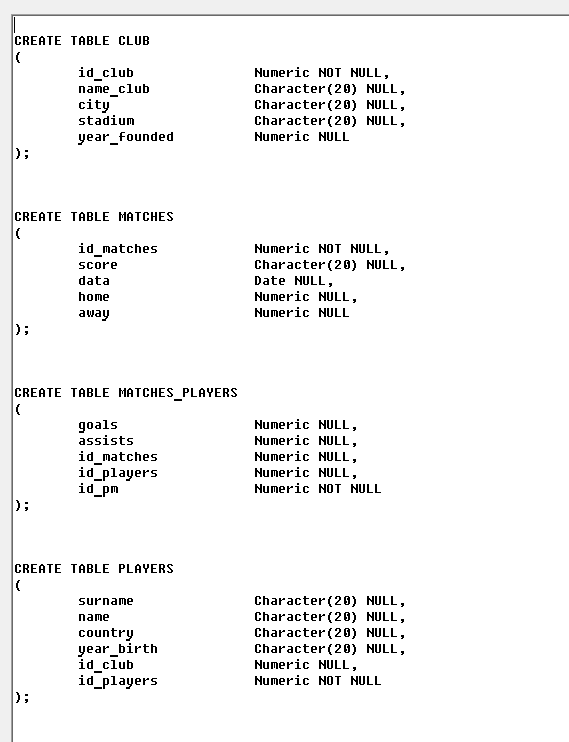 CREATE TABLE CLUB
(
id_club Numeric NOT NULL,
name_club Character(20) NULL,
city Character(20) NULL,
stadium Character(20) NULL,
year_founded Numeric NULL
);
CREATE TABLE MATCHES
(
id_matches Numeric NOT NULL,
score Character(20) NULL,
data Date NULL,
home Numeric NULL,
away Numeric NULL
);
CREATE TABLE MATCHES_PLAYERS
(
goals Numeric NULL,
assists Numeric NULL,
id_matches Numeric NULL,
id_players Numeric NULL,
id_pm Numeric NOT NULL
);
CREATE TABLE PLAYERS
(
surname Character(20) NULL,
name Character(20) NULL,
country Character(20) NULL,
year_birth Character(20) NULL,
id_club Numeric NULL,
id_players Numeric NOT NULL
);